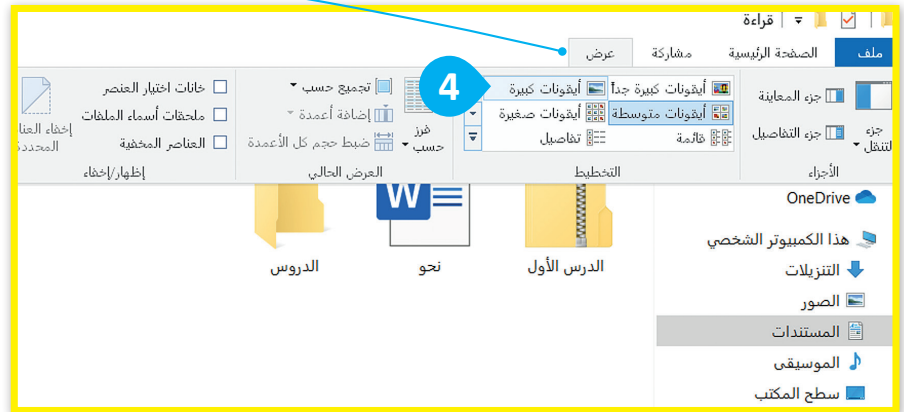 قراءة
ملف الصفحة الرئيسية مشاركة عرض
4
جزء التنقل
جزء المعاينة
جزء التفاصيل
الأجزاء
أيقونات كبيرة جداً أيقونات كبيرة
أيقونات متوسطة أيقونات صغيرة
قائمة تفاصيل
التخطيط
فرز حسب
تجميع حسب
إضافة أعمدة
ضبط حجم كل الأعمدة
العرض الحالي
خانات اختيار العنصر
ملحقات أسماء الملفات
العناصر المخفية
إخفاء
إظهار/إخفاء
OneDrive
هذا الكمبيوتر الشخصي
التنزيلات
الصور
المستندات
الموسيقى
سطح المكتب
W
الدرس الأول نحو الدروس